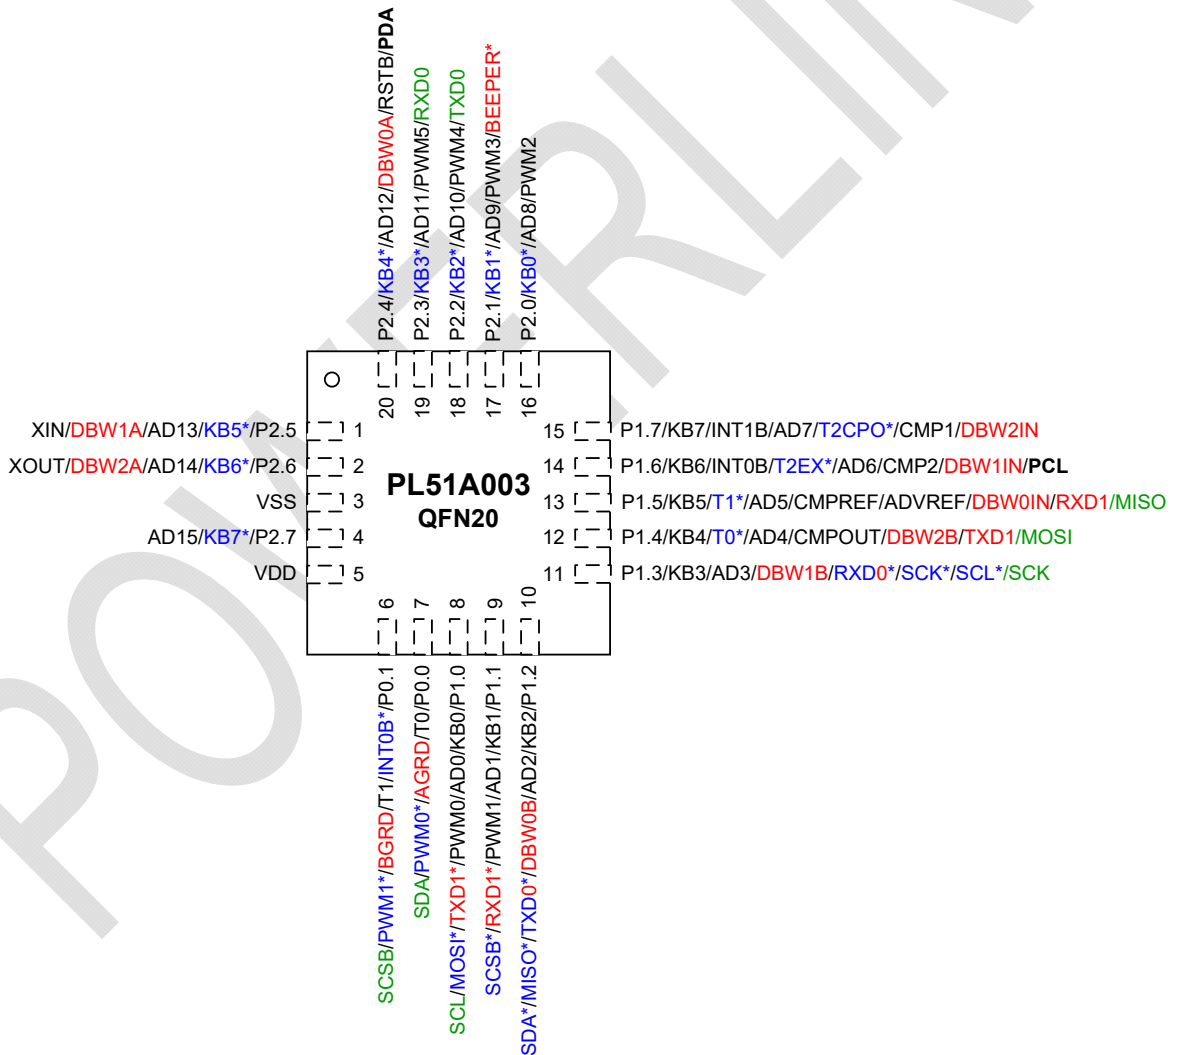 P2.4/KB4*/AD12/DBW0A/RSTB/PDA
P2.3/KB3*/AD11/PWM5/RXD0
P2.2/KB2*/AD10/PWM4/TXD0
P2.1/KB1*/AD9/PWM3/BEEPER*
P2.0/KB0*/AD8/PWM2
20 19 18 17 16
XIN/DBW1A/AD13/KB5*/P2.5 1
XOUT/DBW2A/AD14/KB6*/P2.6 2
VSS 3
AD15/KB7*/P2.7 4
VDD 5
PL51A003
QFN20
15 P1.7/KB7/INT1B/AD7/T2CPO*/CMP1/DBW2IN
14 P1.6/KB6/INT0B/T2EX*/AD6/CMP2/DBW1IN/PCL
13 P1.5/KB5/T1*/AD5/CMPREF/ADVREF/DBW0IN/RXD1/MISO
12 P1.4/KB4/T0*/AD4/CMPOUT/DBW2B/TXD1/MOSI
11 P1.3/KB3/AD3/DBW1B/RXD0*/SCK*/SCL*/SCK
6 7 8 9 10
SCSB/PWM1*/BGRD/T1/INT0B*/P0.1
SDA/PWM0*/AGRD/T0/P0.0
SCL/MOSI*/TXD1*/PWM0/AD0/KB0/P1.0
SCSB*/RXD1*/PWM1/AD1/KB1/P1.1
SDA*/MISO*/TXD0*/DBW0B/AD2/KB2/P1.2
POWERLIN